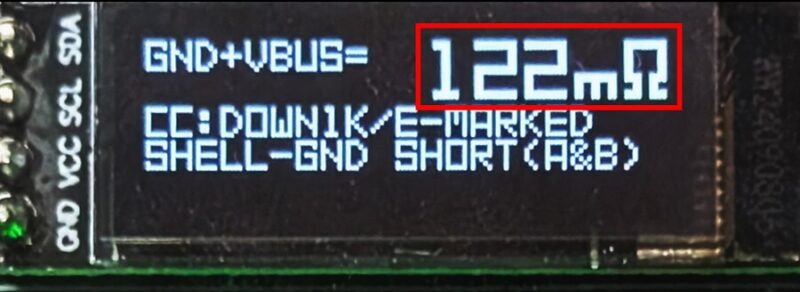 GND+VBUS= 122mΩ
CC:DOWN1K/E-MARKED
SHELL-GND SHORT(A&B)
GND VCC SCL SDA